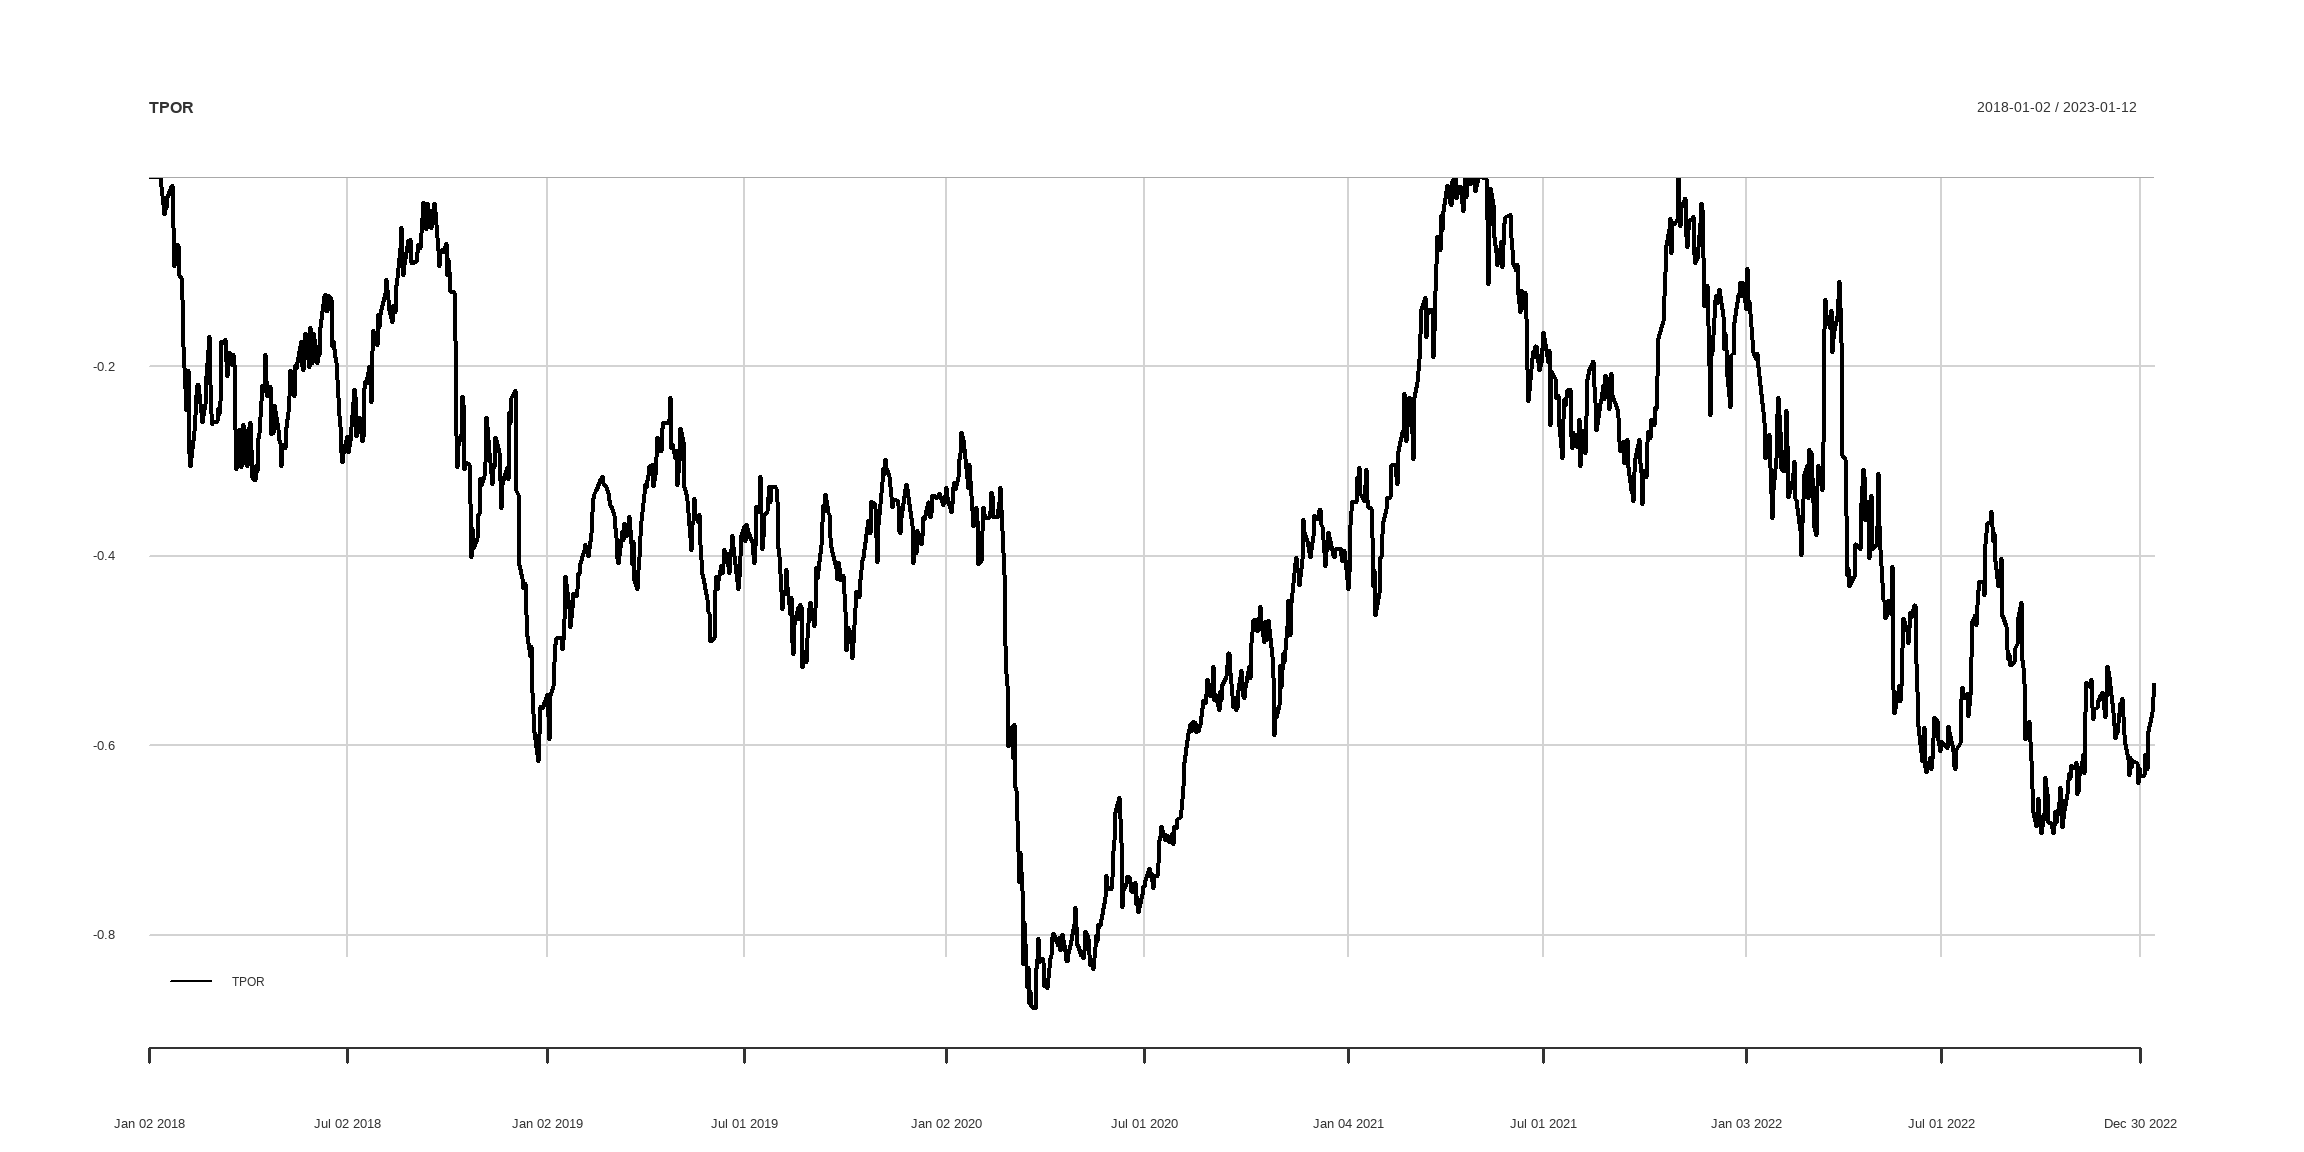 TPOR
2018-01-02 / 2023-01-12
-0.2
-0.4
-0.6
-0.8
TPOR
Jan 02 2018
Jul 02 2018
Jan 02 2019
Jul 01 2019
Jan 02 2020
Jul 01 2020
Jan 04 2021
Jul 01 2021
Jan 03 2022
Jul 01 2022
Dec 30 2022